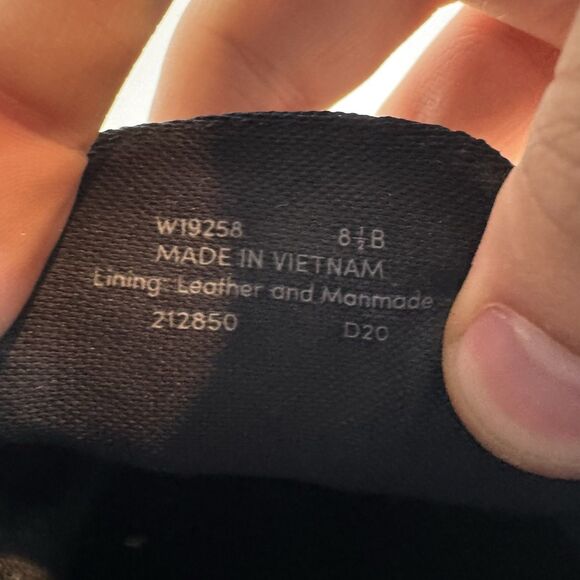 W19258 8½B
MADE IN VIETNAM
Lining: Leather and Manmade
212850 D20